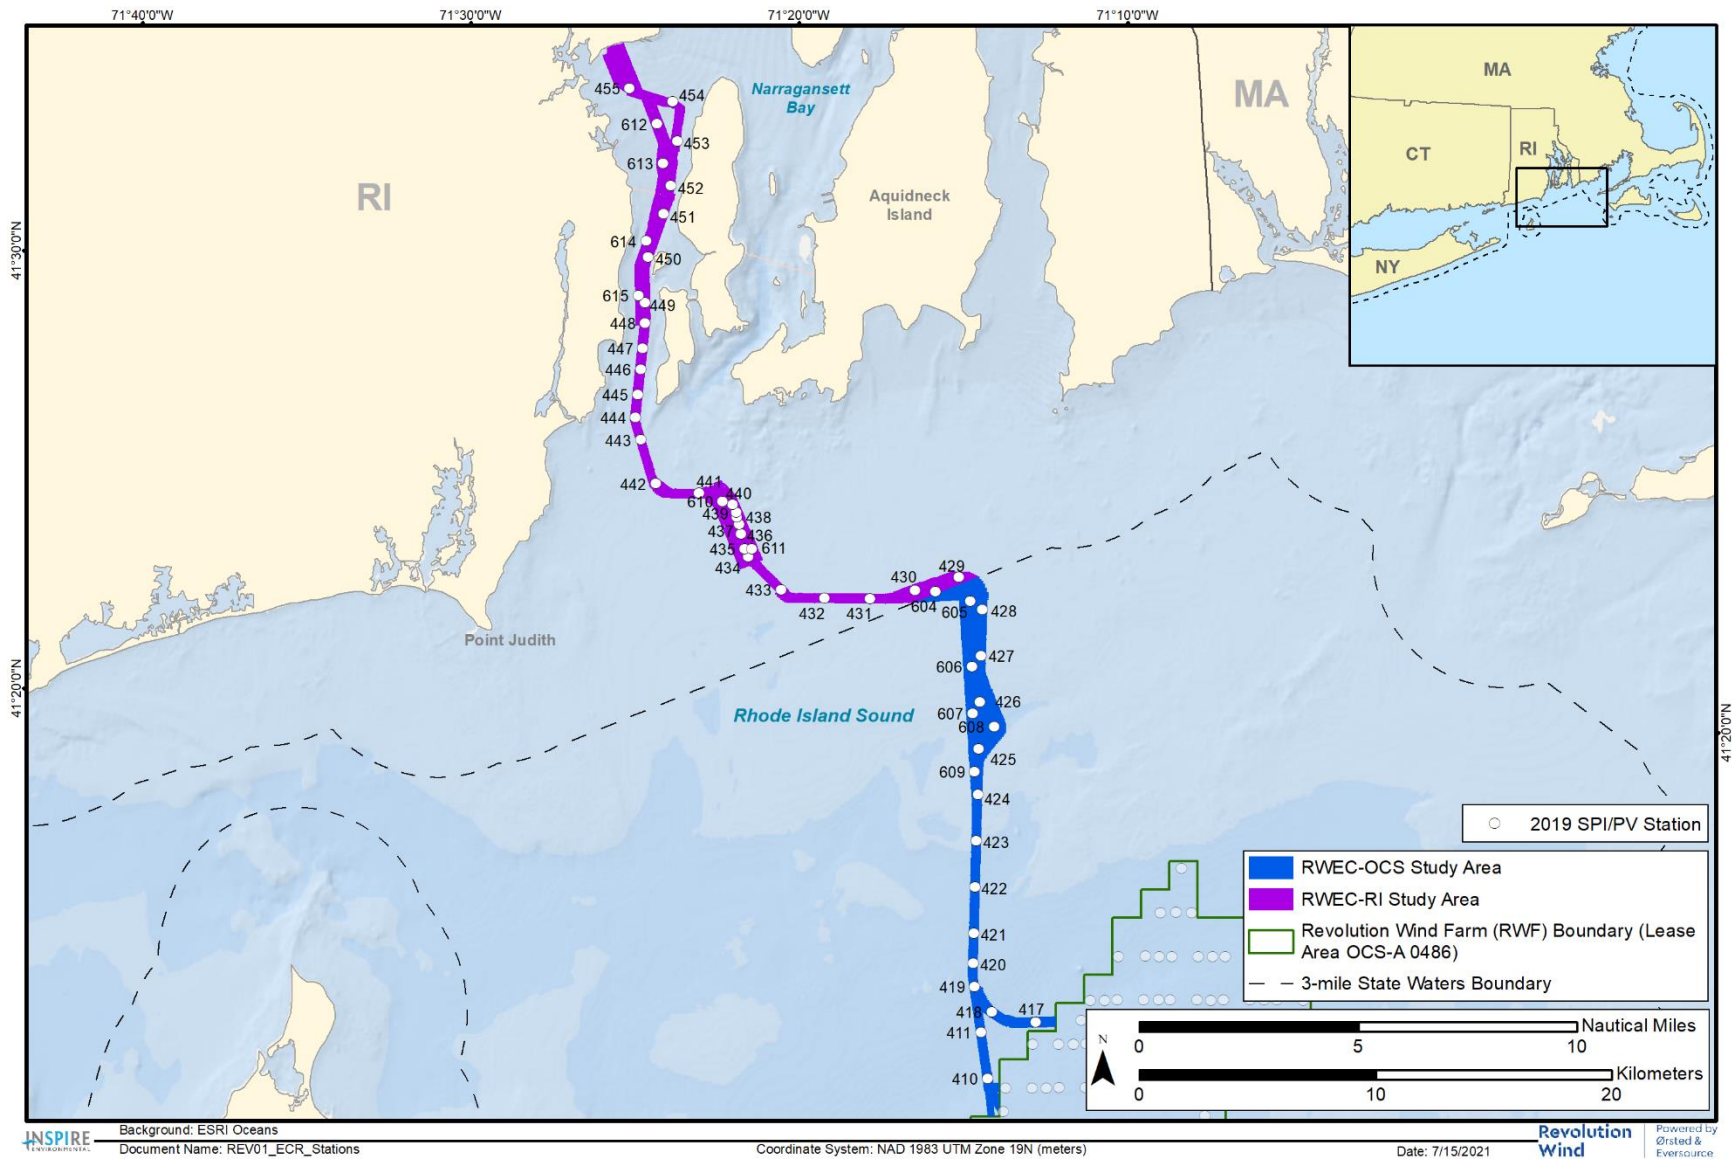 71°40'0"W
71°30'0"W
71°20'0"W
71°10'0"W
455
454
612
453
613
452
451
614
450
615
449
448
447
446
445
444
443
442
441
440
610
439
438
437
436
435
611
434
433
432
431
430
429
604
605
428
427
606
426
607
608
425
609
424
423
422
421
420
419
418
417
411
410
RI
MA
Narragansett
Bay
Aquidneck
Island
Point Judith
Rhode Island Sound
41°30'0"N
41°20'0"N
41°20'0"N
MA
CT
RI
NY
2019 SPI/PV Station
RWEC-OCS Study Area
RWEC-RI Study Area
Revolution Wind Farm (RWF) Boundary (Lease
Area OCS-A 0486)
3-mile State Waters Boundary
N
Nautical Miles
0 5 10
Kilometers
0 10 20
INSPIRE
ENVIRONMENTAL
Background: ESRI Oceans
Document Name: REV01_ECR_Stations
Coordinate System: NAD 1983 UTM Zone 19N (meters)
Date: 7/15/2021
Revolution
Wind
Powered by
Ørsted &
Eversource